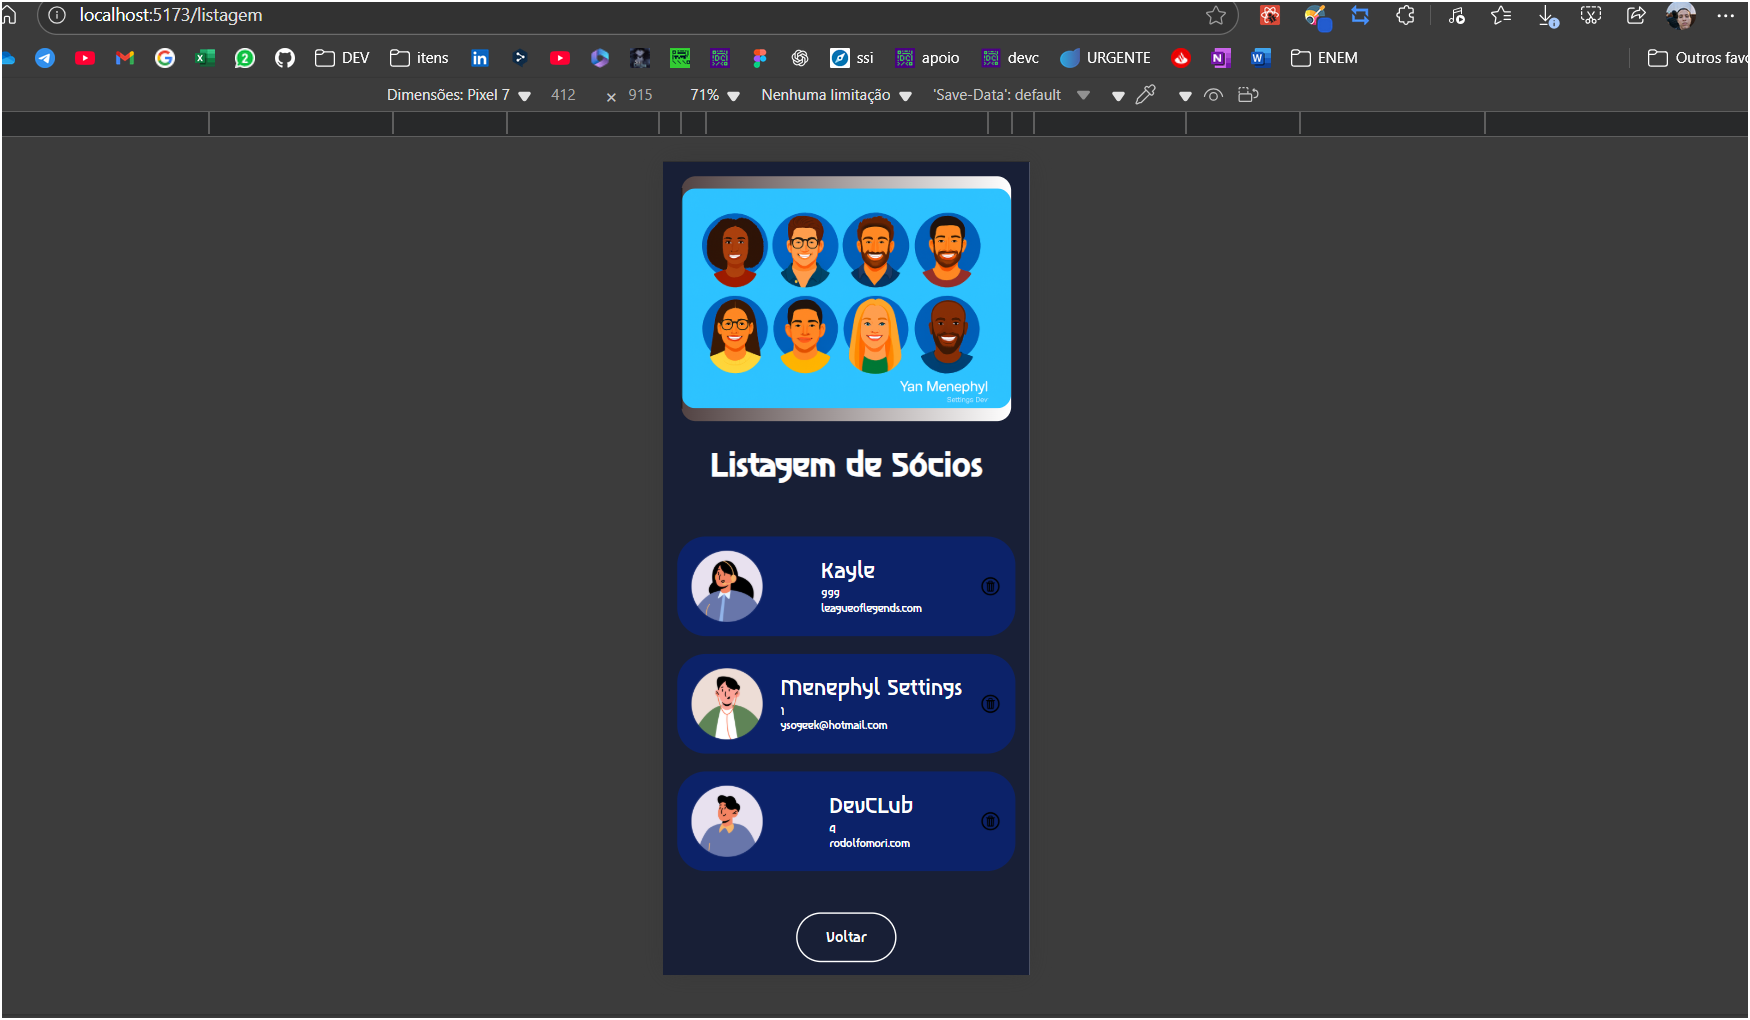 localhost:5173/listagem
DEV
itens
ssi
apoio
devc
URGENTE
ENEM
Outros favo
Dimensões: Pixel 7
412
×
915
71%
Nenhuma limitação
'Save-Data': default
Yan Menephyl
Settings Dev
Listagem de Sócios
Kayle
999
leagueoflegends.com
Menephyl Settings
1
ysogeek@hotmail.com
DevCLub
rodolfomori.com
Voltar